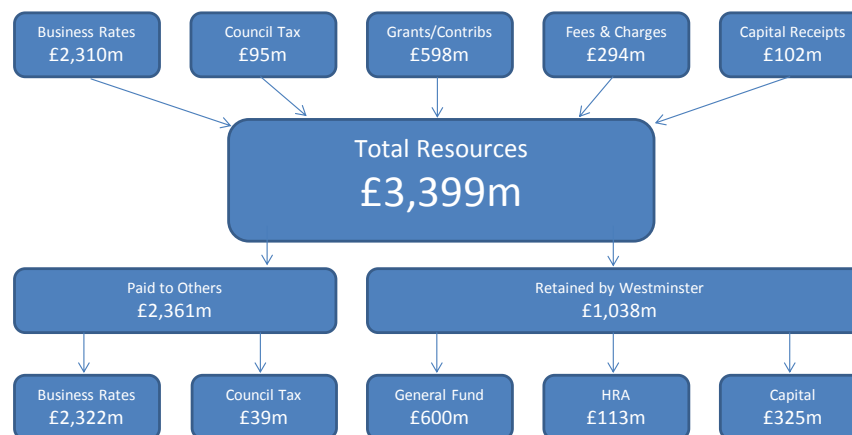 Business Rates
£2,310m
Council Tax
£95m
Grants/Contribs
£598m
Fees & Charges
£294m
Capital Receipts
£102m
Total Resources
£3,399m
Paid to Others
£2,361m
Retained by Westminster
£1,038m
Business Rates
£2,322m
Council Tax
£39m
General Fund
£600m
HRA
£113m
Capital
£325m